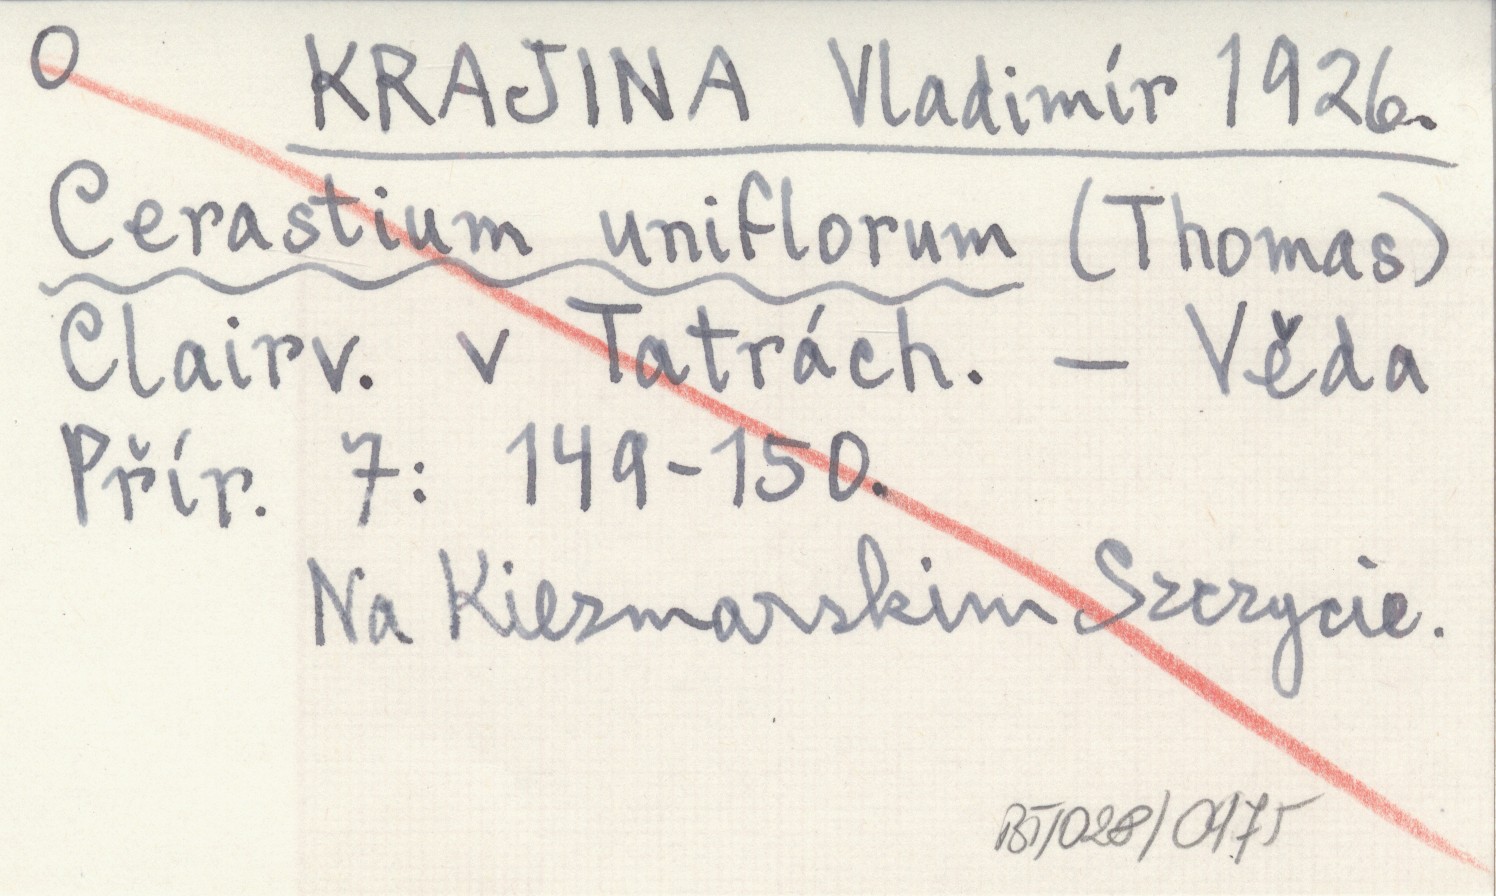 O KRAJINA Vladimír 1926.
Cerastium uniflorum (Thomas)
Clairv. v Tatrách. – Věda
Přír. 7: 149-150.
Na Kiezmarskim Szczycie.
BT/028/0175